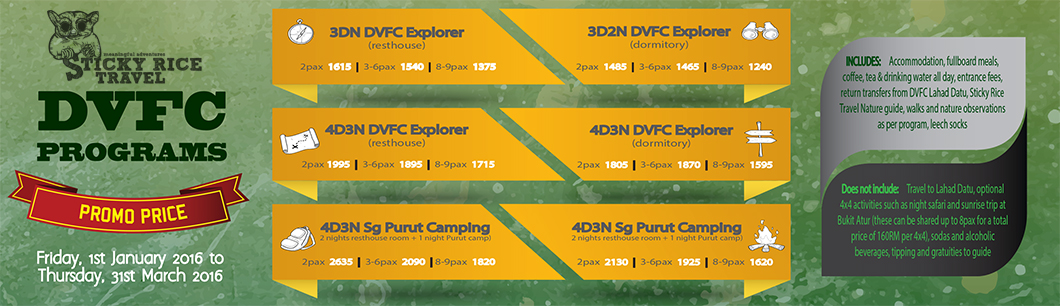 meaningful adventures
STICKY RICE
TRAVEL
DVFC
PROGRAMS
PROMO PRICE
Friday, 1st January 2016 to
Thursday, 31st March 2016
3DN DVFC Explorer
(resthouse)
2pax 1615 | 3-6pax 1540 | 8-9pax 1375
3D2N DVFC Explorer
(dormitory)
2pax 1485 | 3-6pax 1465 | 8-9pax 1240
4D3N DVFC Explorer
(resthouse)
2pax 1995 | 3-6pax 1895 | 8-9pax 1715
4D3N DVFC Explorer
(dormitory)
2pax 1805 | 3-6pax 1870 | 8-9pax 1595
4D3N Sg Purut Camping
2 nights resthouse room + 1 night Purut camp)
2pax 2635 | 3-6pax 2090 | 8-9pax 1820
4D3N Sg Purut Camping
2 nights resthouse room + 1 night Purut camp)
2pax 2130 | 3-6pax 1925 | 8-9pax 1620
INCLUDES: Accommodation, fullboard meals,
coffee, tea & drinking water all day, entrance fees,
return transfers from DVFC Lahad Datu, Sticky Rice
Travel Nature guide, walks and nature observations
as per program, leech socks
Does not include: Travel to Lahad Datu, optional
4x4 activities such as night safari and sunrise trip at
Bukit Atur (these can be shared up to 8pax for a total
price of 160RM per 4x4), sodas and alcoholic
beverages, tipping and gratuities to guide